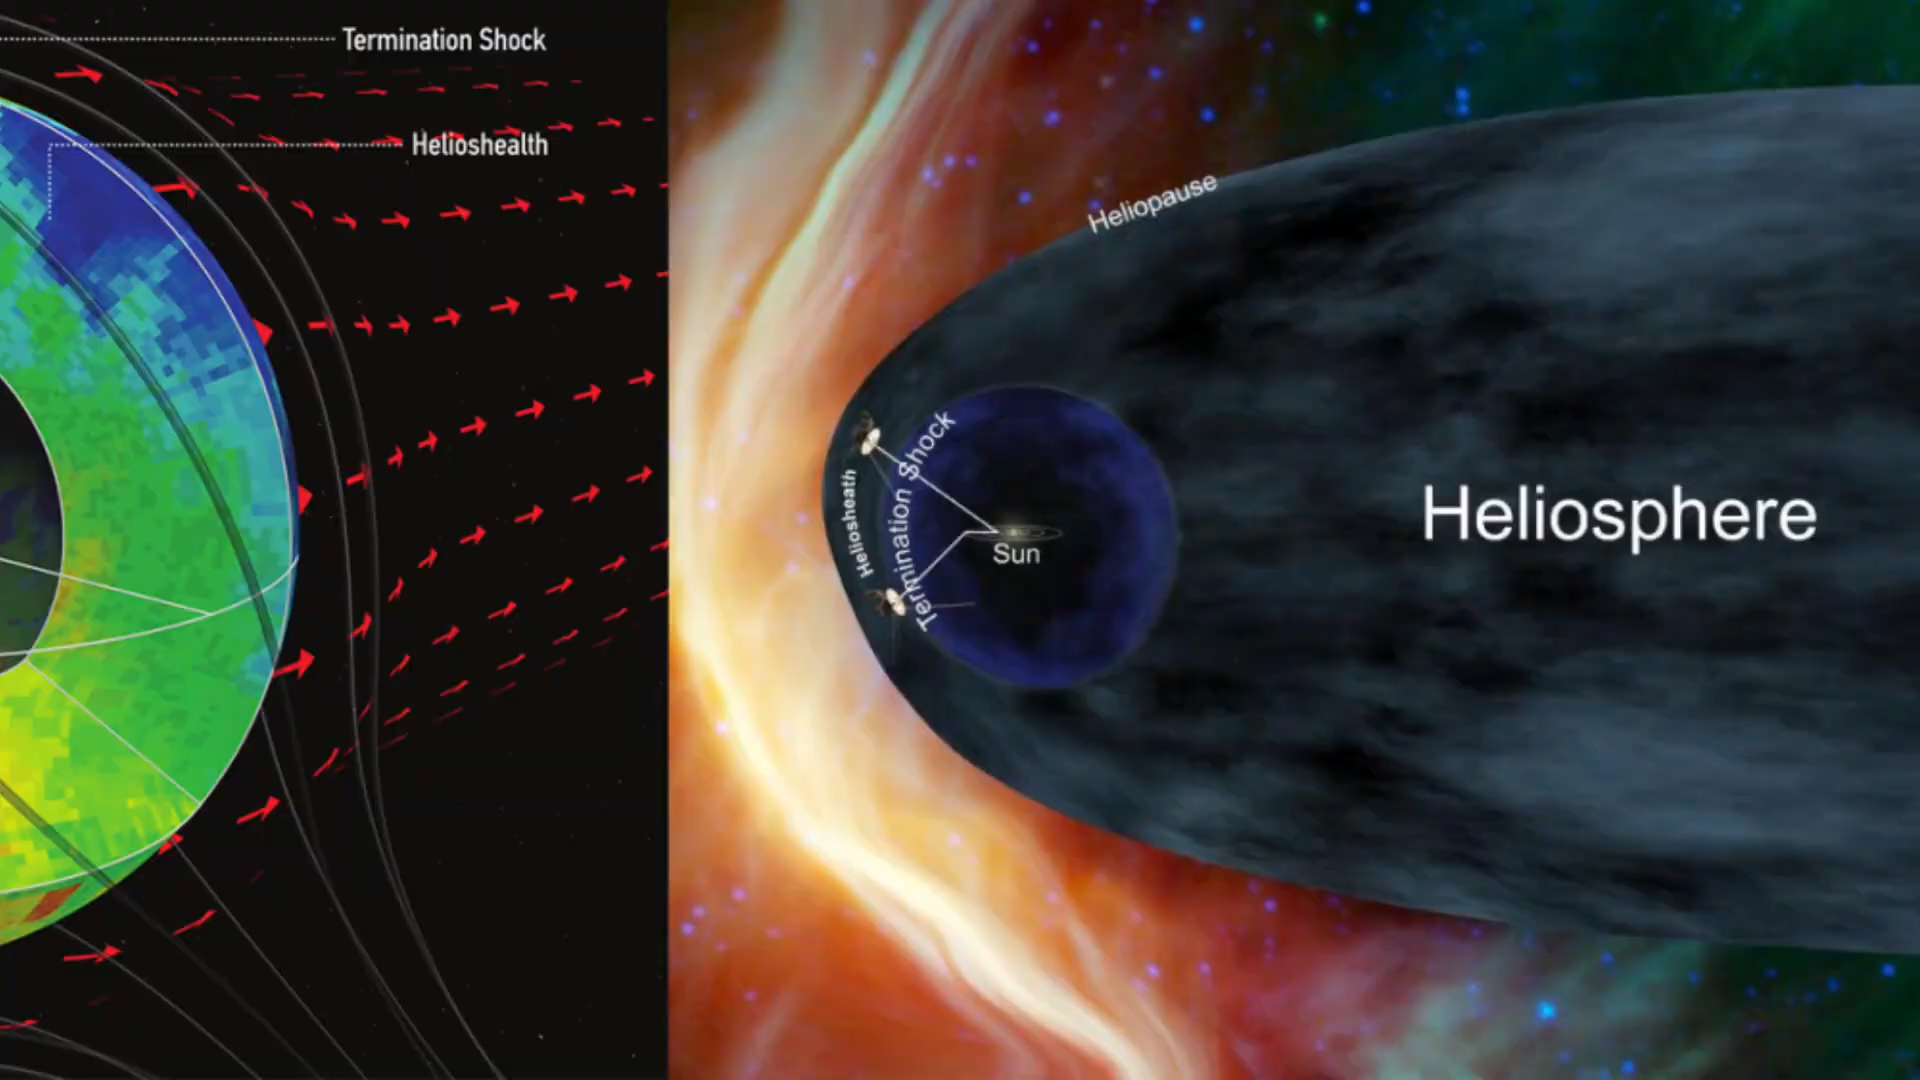 Termination Shock
Helioshealth
Heliopause
Heliosheath
Termination Shock
Sun
Heliosphere